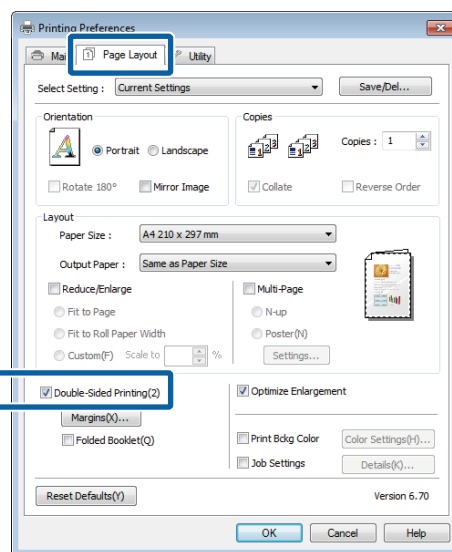 Printing Preferences
Mai Page Layout Utility
Select Setting : Current Settings Save/Del...
Orientation Copies
Portrait Landscape Copies : 1
Rotate 180° Mirror Image Collate Reverse Order
Layout
Paper Size : A4 210 x 297 mm
Output Paper : Same as Paper Size
Reduce/Enlarge Multi-Page
Fit to Page N-up
Fit to Roll Paper Width Poster(N)
Custom(F) Scale to % Settings...
Double-Sided Printing(2) Optimize Enlargement
Margins(X)...
Folded Booklet(Q) Print Bckg Color Color Settings(H)...
Job Settings Details(K)...
Reset Defaults(Y) Version 6.70
OK Cancel Help